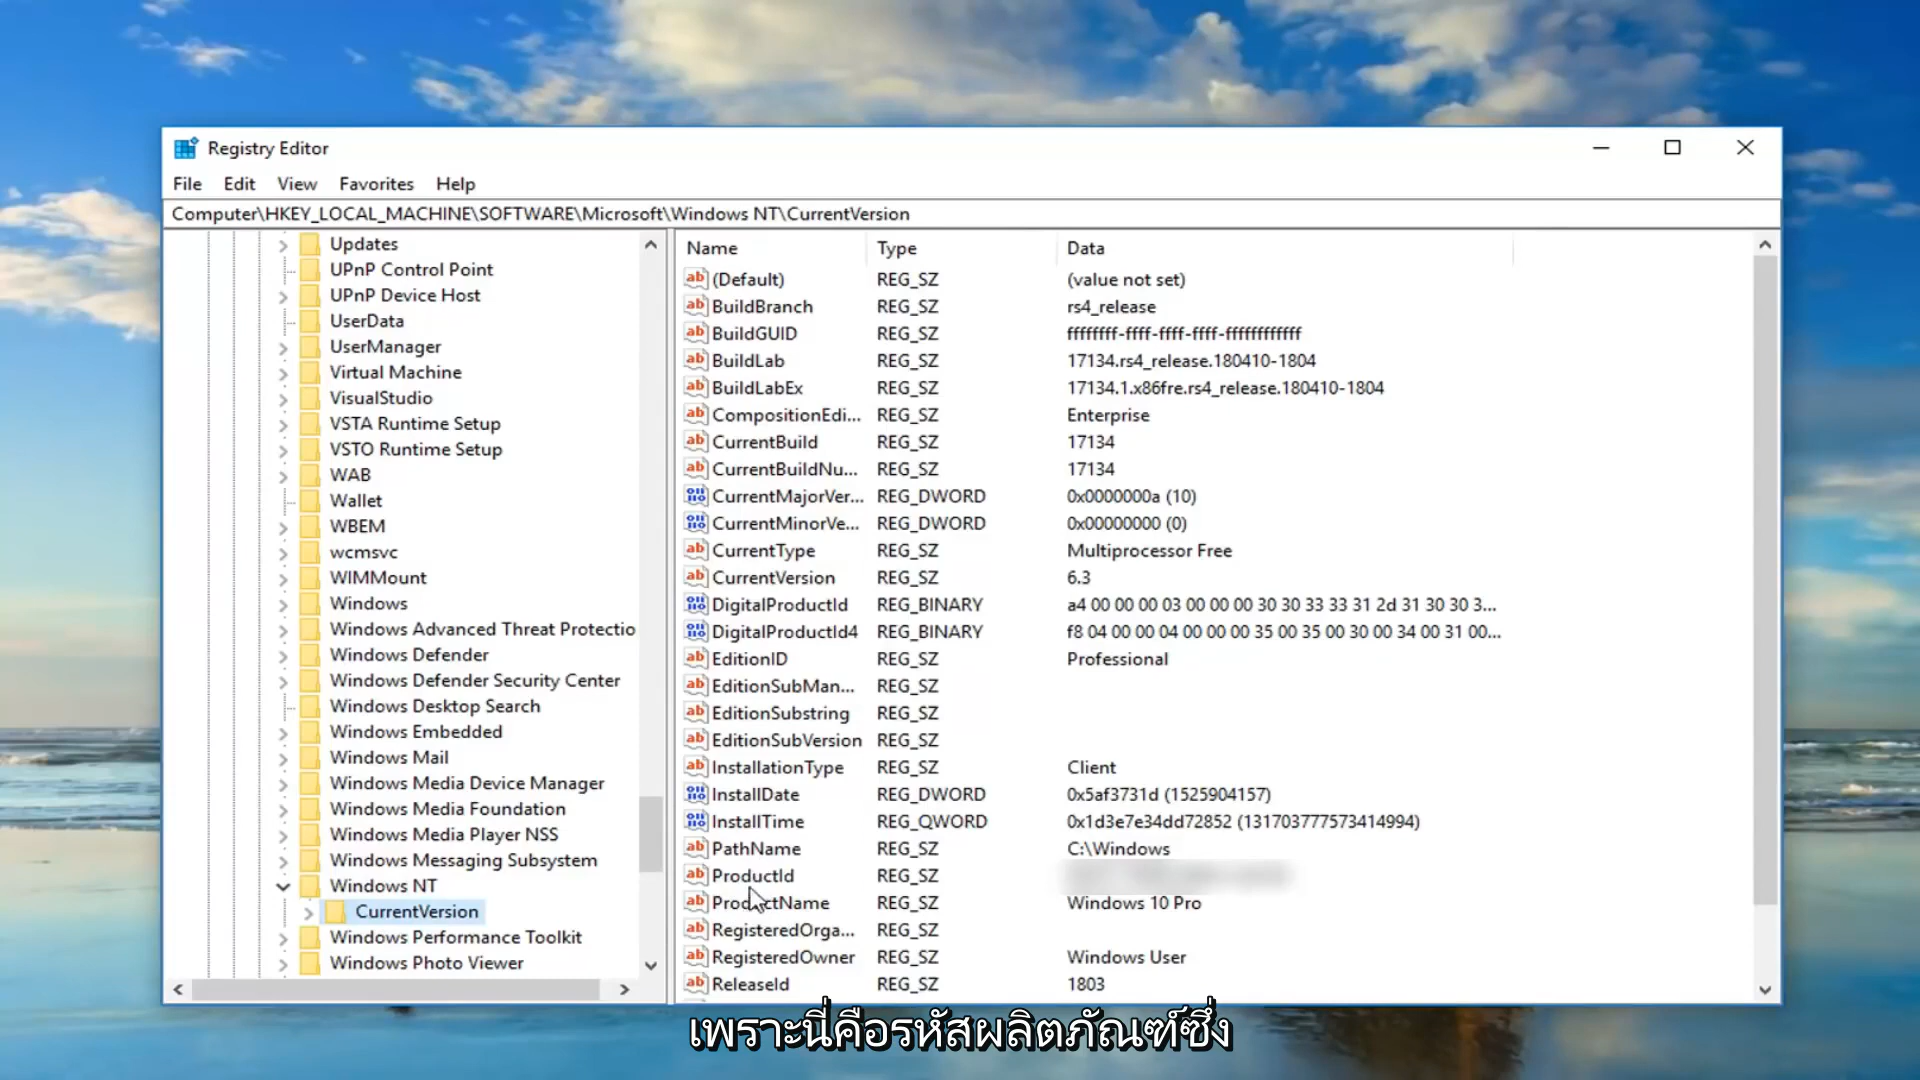 Registry Editor
File Edit View Favorites Help
Computer\HKEY_LOCAL_MACHINE\SOFTWARE\Microsoft\Windows NT\CurrentVersion
Updates
UPnP Control Point
UPnP Device Host
UserData
UserManager
Virtual Machine
VisualStudio
VSTA Runtime Setup
VSTO Runtime Setup
WAB
Wallet
WBEM
wcmsvc
WIMMount
Windows
Windows Advanced Threat Protectio
Windows Defender
Windows Defender Security Center
Windows Desktop Search
Windows Embedded
Windows Mail
Windows Media Device Manager
Windows Media Foundation
Windows Media Player NSS
Windows Messaging Subsystem
Windows NT
CurrentVersion
Windows Performance Toolkit
Windows Photo Viewer
Name Type Data
(Default) REG_SZ (value not set)
BuildBranch REG_SZ rs4_release
BuildGUID REG_SZ ffffffff-ffff-ffff-ffff-ffffffffffff
BuildLab REG_SZ 17134.rs4_release.180410-1804
BuildLabEx REG_SZ 17134.1.x86fre.rs4_release.180410-1804
CompositionEdi... REG_SZ Enterprise
CurrentBuild REG_SZ 17134
CurrentBuildNu... REG_SZ 17134
CurrentMajorVer... REG_DWORD 0x0000000a (10)
CurrentMinorVe... REG_DWORD 0x00000000 (0)
CurrentType REG_SZ Multiprocessor Free
CurrentVersion REG_SZ 6.3
DigitalProductId REG_BINARY a4 00 00 00 03 00 00 00 30 30 33 33 31 2d 31 30 30 3...
DigitalProductId4 REG_BINARY f8 04 00 00 04 00 00 00 35 00 35 00 30 00 34 00 31 00...
EditionID REG_SZ Professional
EditionSubMan... REG_SZ
EditionSubstring REG_SZ
EditionSubVersion REG_SZ
InstallationType REG_SZ Client
InstallDate REG_DWORD 0x5af3731d (1525904157)
InstallTime REG_QWORD 0x1d3e7e34dd72852 (131703777573414994)
PathName REG_SZ C:\Windows
ProductId REG_SZ
ProductName REG_SZ Windows 10 Pro
RegisteredOrga... REG_SZ
RegisteredOwner REG_SZ Windows User
ReleaseId REG_SZ 1803
เพราะนี่คือรหัสผลิตภัณฑ์ซึ่ง